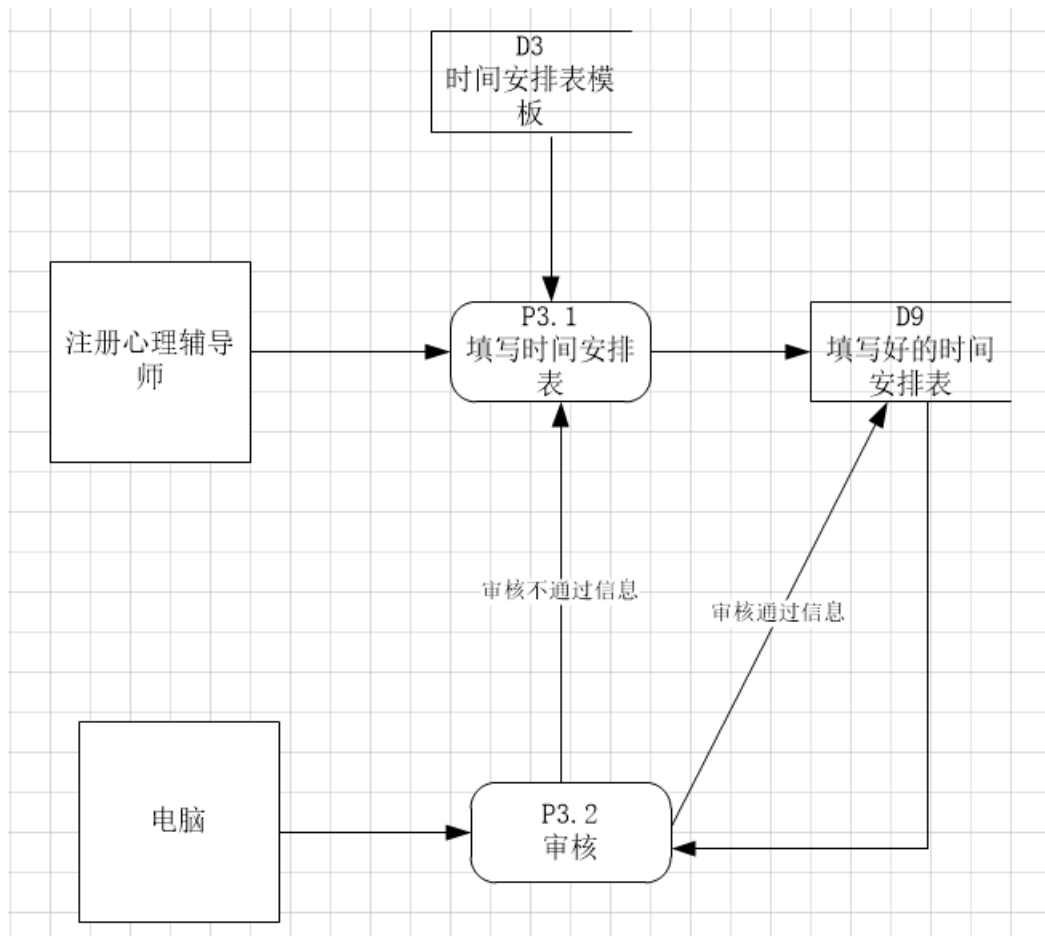 D3
时间安排表模
板
注册心理辅导
师
P3.1
填写时间安排
表
D9
填写好的时间
安排表
审核不通过信息
审核通过信息
电脑
P3.2
审核